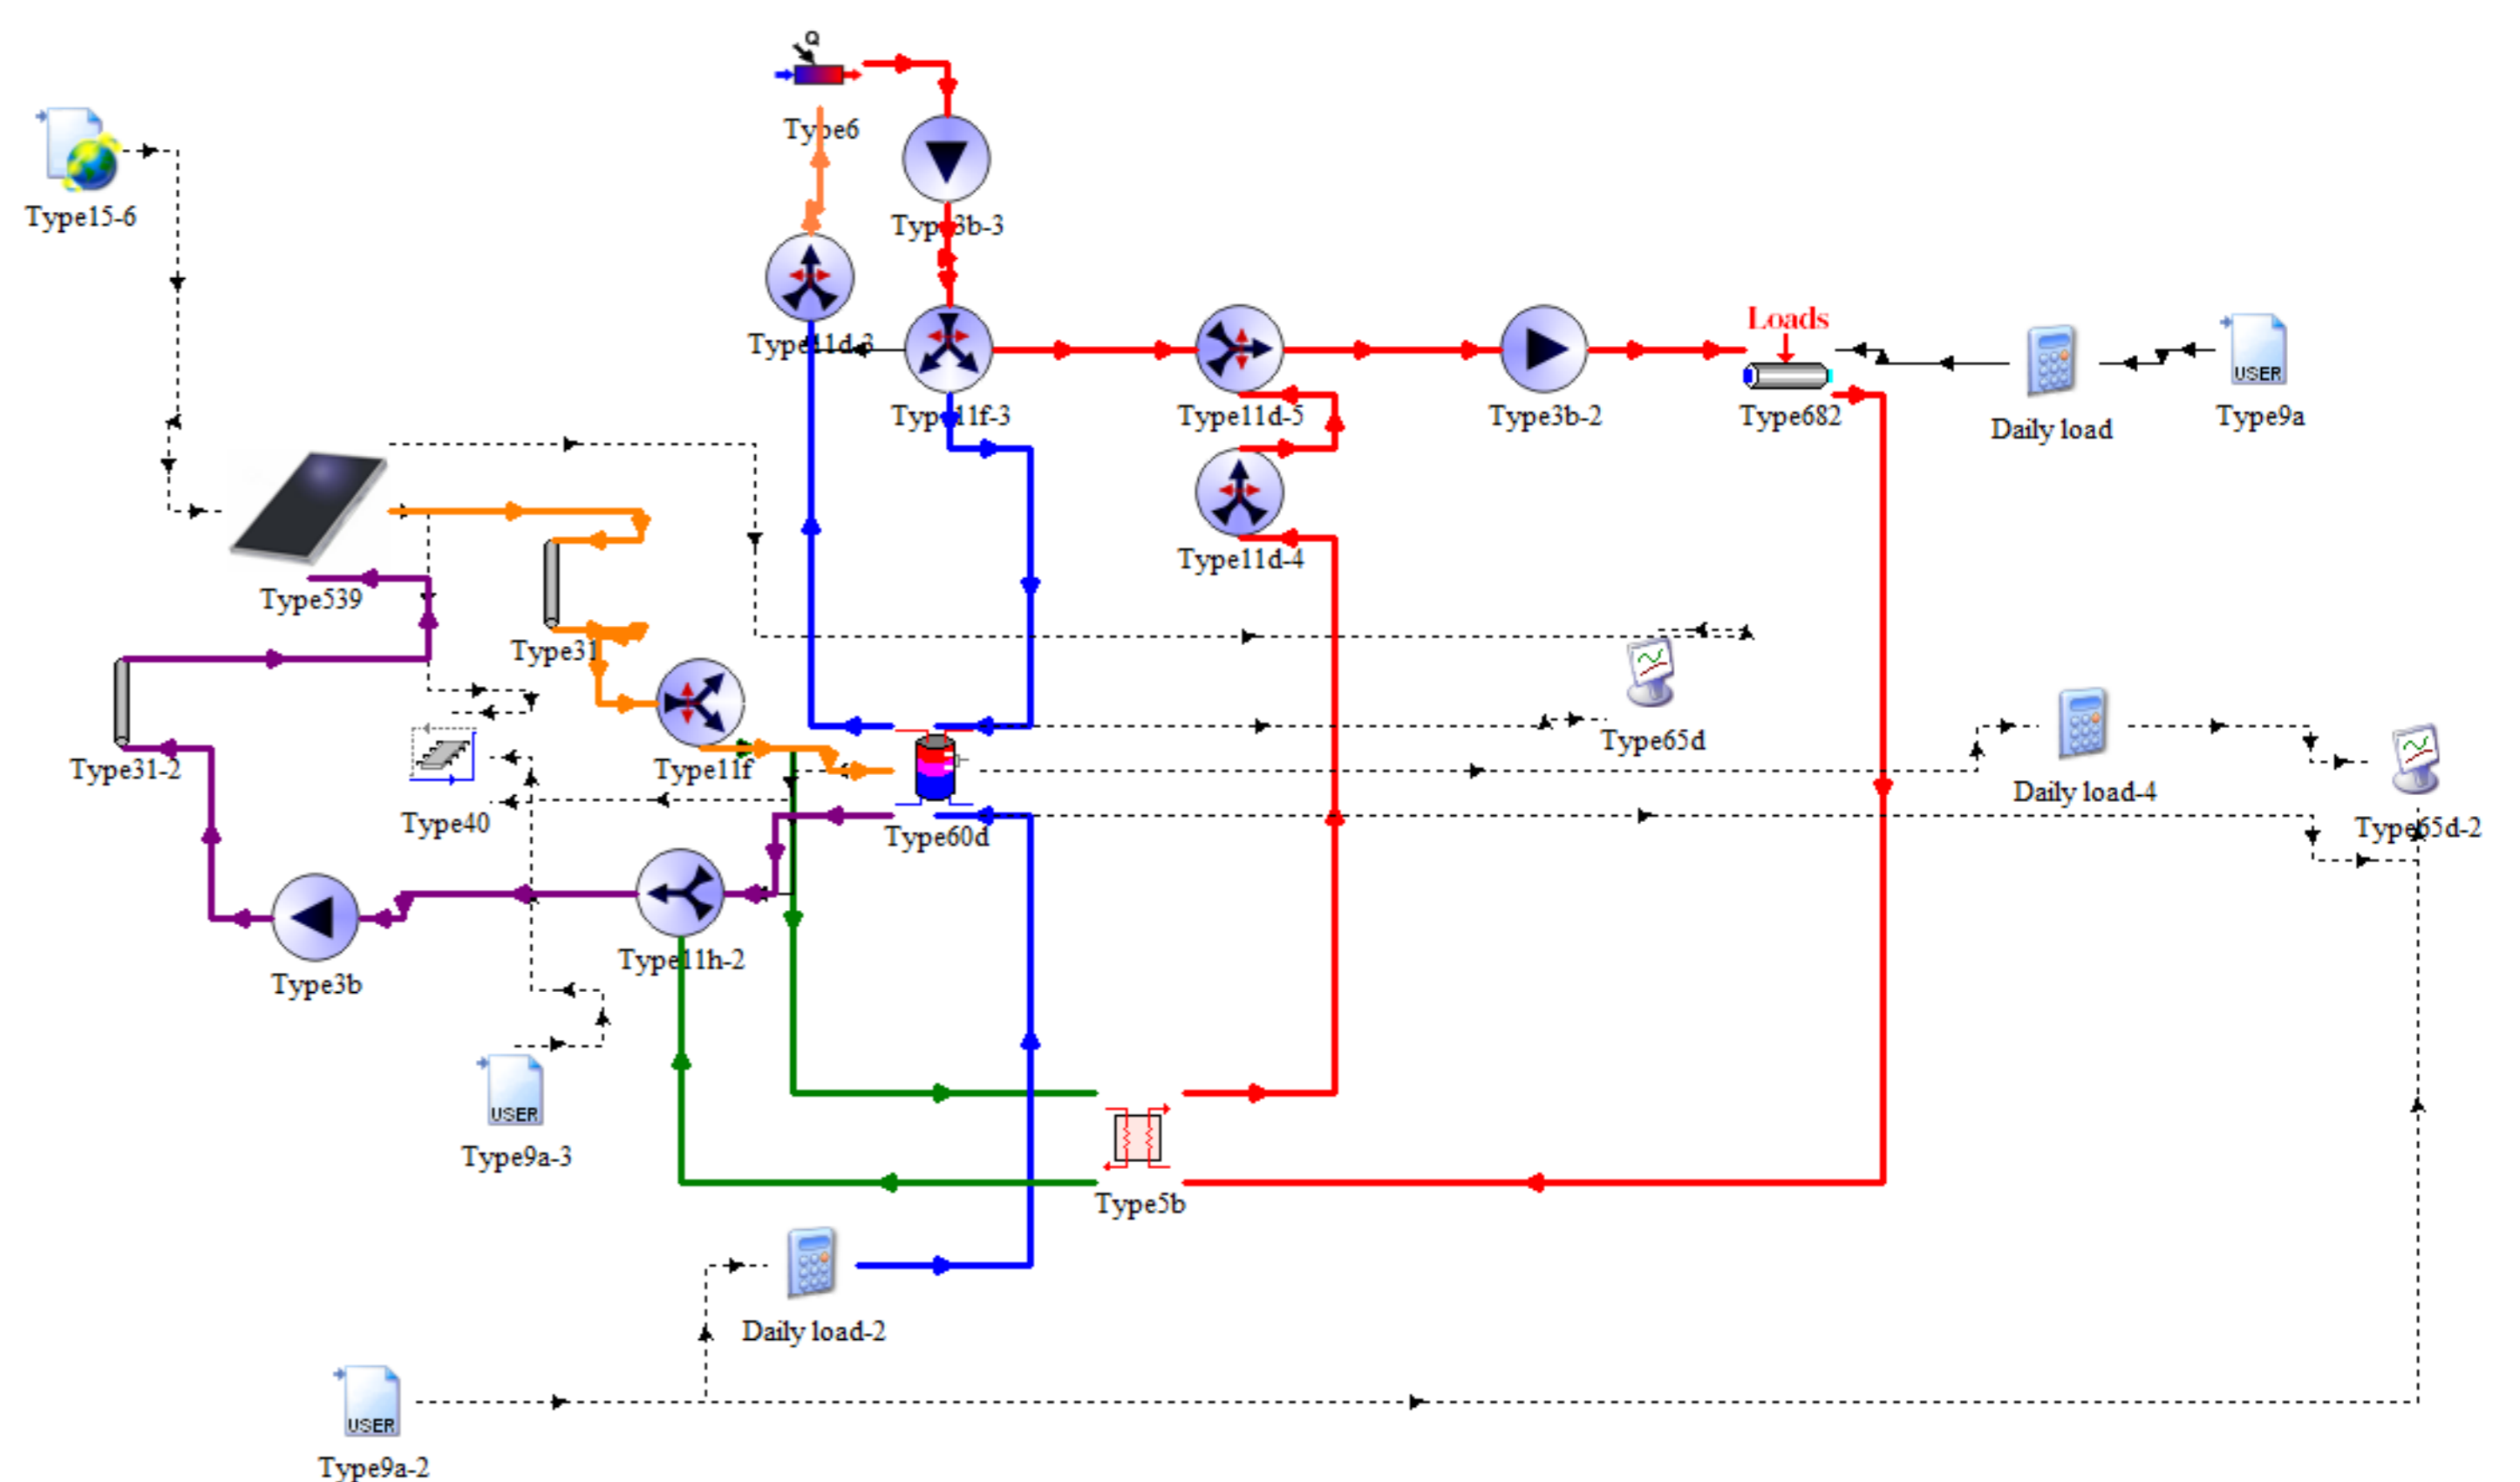 Q
Type6
Type15-6
Type3b-3
Type11d-3
Loads
Type11f-3
Type11d-5
Type3b-2
Type682
Daily load
USER
Type9a
Type11d-4
Type539
Type31
Type31-2
Type11f
Type65d
Type40
Type60d
Daily load-4
Type65d-2
Type11h-2
Type3b
USER
Type9a-3
Type5b
Daily load-2
USER
Type9a-2